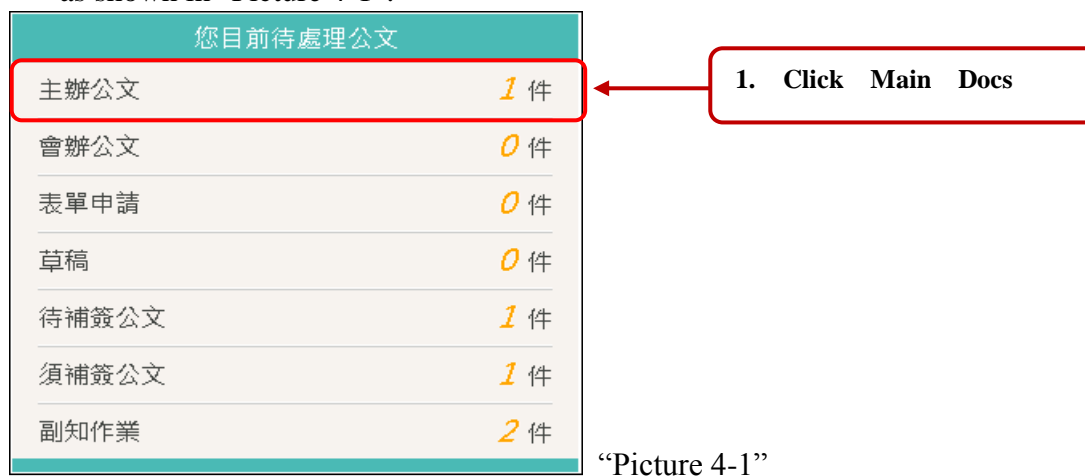 as shown in "Picture 4-1".
您目前待處理公文
主辦公文 1 件
1. Click Main Docs
會辦公文 0 件
表單申請 0 件
草稿 0 件
待補簽公文 1 件
須補簽公文 1 件
副知作業 2 件
“Picture 4-1”